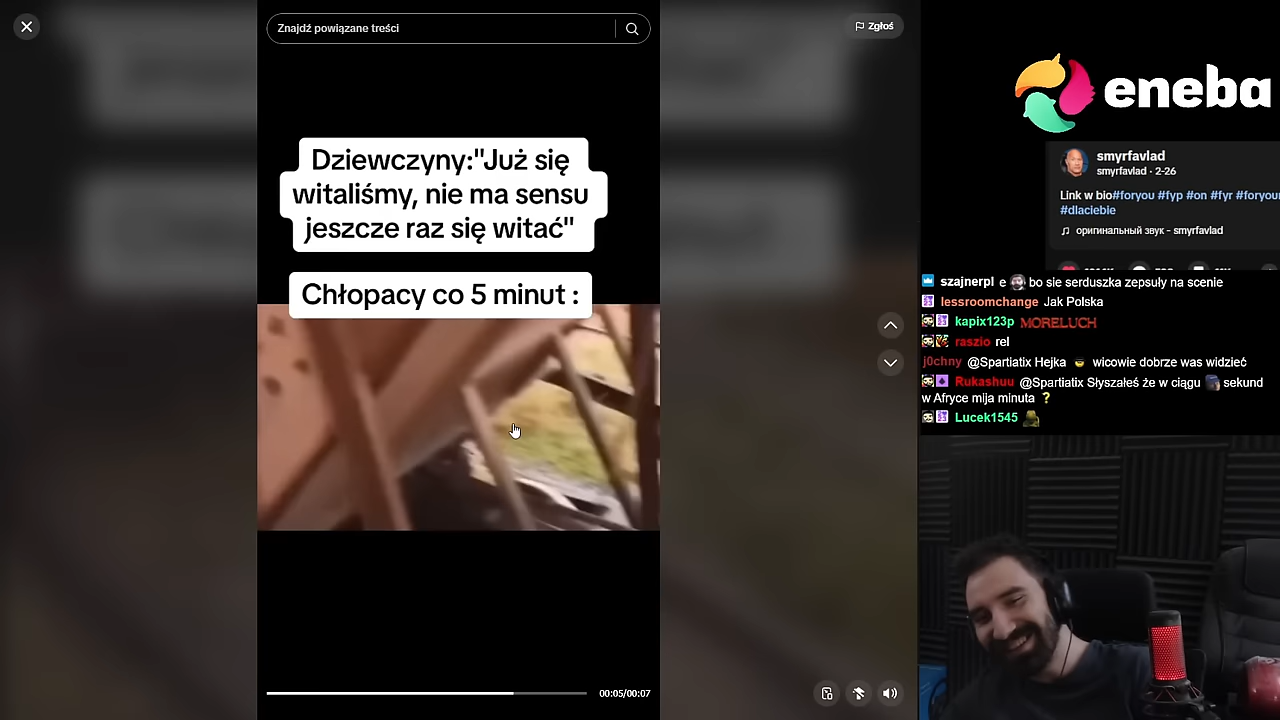 Znajdź powiązane treści
Zgłoś
Dziewczyny:"Już się
witaliśmy, nie ma sensu
jeszcze raz się witać"
Chłopacy co 5 minut :
00:05/00:07
eneba
smyrfavlad
smyrfavlad · 2-26
Link w bio#foryou #fyp #on #fyr #foryou
#dlaciebie
оригинальный звук - smyrfavlad
szajnerpl e bo sie serduszka zepsuły na scenie
lessroomchange Jak Polska
kapix123p MORELUCH
raszio rel
j0chny @Spartiatix Hejka wicowie dobrze was widzieć
Rukashuu @Spartiatix Słyszałeś że w ciągu sekund
w Afryce mija minuta ?
Lucek1545